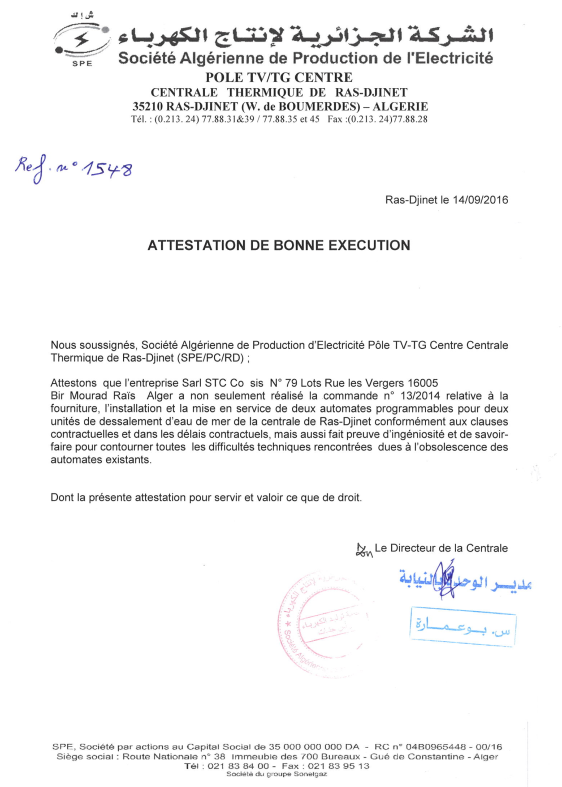 ش إ ك
SPE
الشركة الجزائرية لإنتاج الكهرباء
Société Algérienne de Production de l'Electricité
POLE TV/TG CENTRE
CENTRALE THERMIQUE DE RAS-DJINET
35210 RAS-DJINET (W. de BOUMERDES) – ALGERIE
Tél. : (0.213. 24) 77.88.31&39 / 77.88.35 et 45 Fax :(0.213. 24)77.88.28
Ref. n° 1548
Ras-Djinet le 14/09/2016
ATTESTATION DE BONNE EXECUTION
Nous soussignés, Société Algérienne de Production d'Electricité Pôle TV-TG Centre Centrale
Thermique de Ras-Djinet (SPE/PC/RD) ;
Attestons que l'entreprise Sarl STC Co sis N° 79 Lots Rue les Vergers 16005
Bir Mourad Raïs Alger a non seulement réalisé la commande n° 13/2014 relative à la
fourniture, l'installation et la mise en service de deux automates programmables pour deux
unités de dessalement d'eau de mer de la centrale de Ras-Djinet conformément aux clauses
contractuelles et dans les délais contractuels, mais aussi fait preuve d'ingéniosité et de savoir-
faire pour contourner toutes les difficultés techniques rencontrées dues à l'obsolescence des
automates existants.
Dont la présente attestation pour servir et valoir ce que de droit.
Le Directeur de la Centrale
مديـر الوحدة بالنيابة
س. بـوعـمـارة
SPE, Société par actions au Capital Social de 35 000 000 000 DA - RC n° 04B0965448 - 00/16
Siège social : Route Nationale n° 38 Immeuble des 700 Bureaux - Gué de Constantine - Alger
Tél : 021 83 84 00 - Fax : 021 83 95 13
Société du groupe Sonelgaz